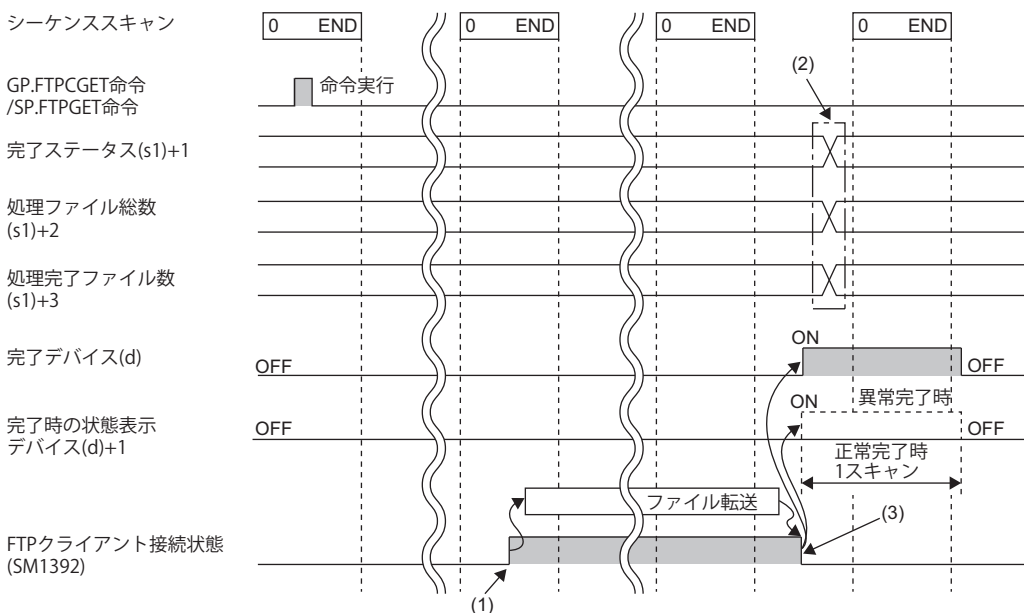 シーケンススキャン
0 END 0 END 0 END 0 END
GP.FTPCGET命令
/SP.FTPGET命令
命令実行
(2)
完了ステータス(s1)+1
処理ファイル総数
(s1)+2
処理完了ファイル数
(s1)+3
完了デバイス(d)
OFF
ON
OFF
完了時の状態表示
デバイス(d)+1
OFF
ON
異常完了時
OFF
正常完了時
1スキャン
ファイル転送
(3)
FTPクライアント接続状態
(SM1392)
(1)